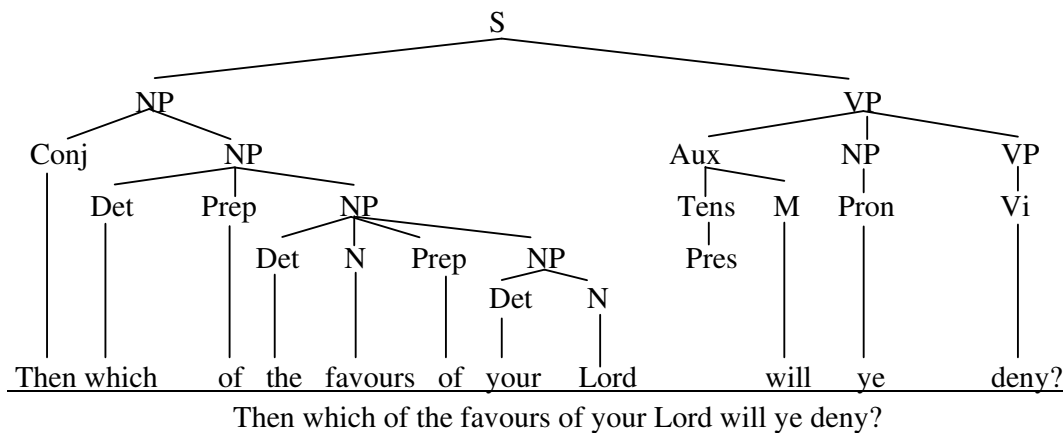 S
NP VP
Conj NP Aux NP VP
Det Prep NP Tens M Pron Vi
Det N Prep NP Pres
Det N
Then which of the favours of your Lord will ye deny?
Then which of the favours of your Lord will ye deny?